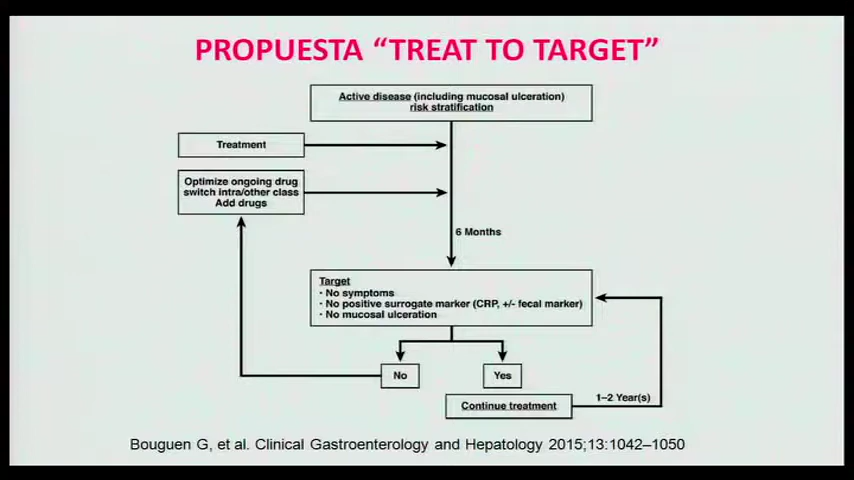 PROPUESTA “TREAT TO TARGET”
Active disease (including mucosal ulceration)
risk stratification
Treatment
Optimize ongoing drug
switch intra/other class
Add drugs
6 Months
Target
· No symptoms
· No positive surrogate marker (CRP, +/- fecal marker)
· No mucosal ulceration
No
Yes
Continue treatment
1–2 Year(s)
Bouguen G, et al. Clinical Gastroenterology and Hepatology 2015;13:1042–1050